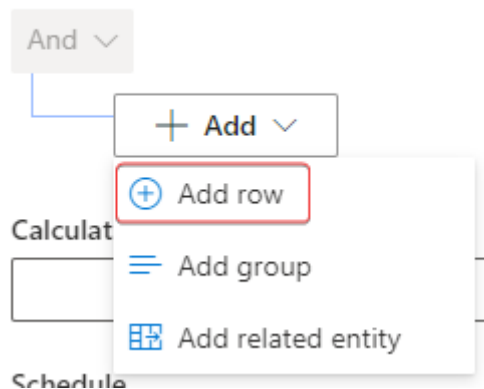 And
Add
Add row
Calculat
Add group
Add related entity
Schedule